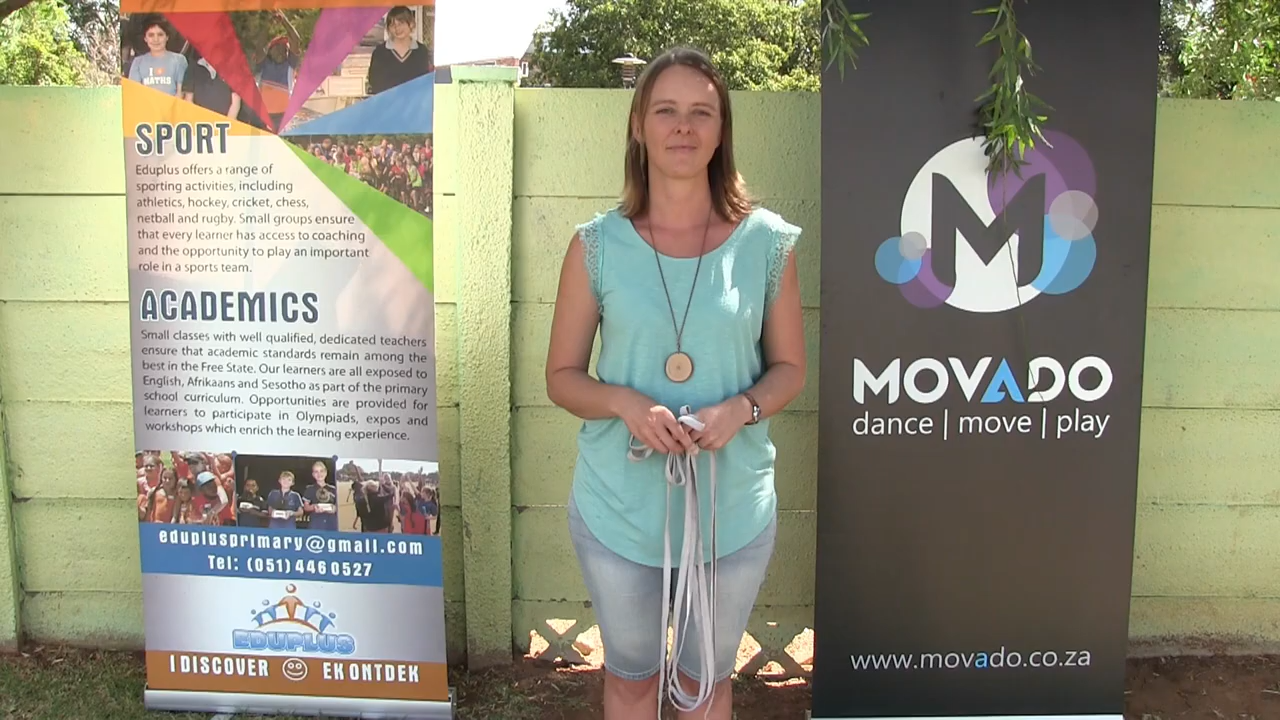 I MATHS
SPORT
Eduplus offers a range of
sporting activities, including
athletics, hockey, cricket, chess,
netball and rugby. Small groups ensure
that every learner has access to coaching
and the opportunity to play an important
role in a sports team.
ACADEMICS
Small classes with well qualified, dedicated teachers
ensure that academic standards remain among the
best in the Free State. Our learners are all exposed to
English, Afrikaans and Sesotho as part of the primary
school curriculum. Opportunities are provided for
learners to participate in Olympiads, expos and
workshops which enrich the learning experience.
eduplusprimary@gmail.com
Tel: (051) 446 0527
EDUPLUS
I DISCOVER EK ONTDEK
M
MOVADO
dance | move | play
www.movado.co.za